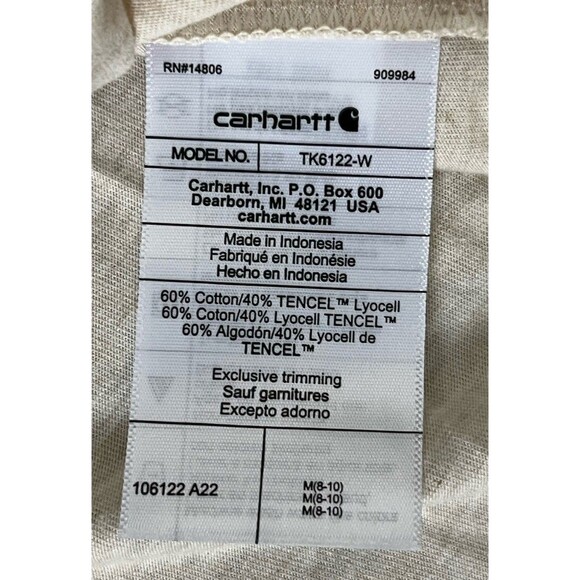 RN#14806 909984
carhartt
MODEL NO. TK6122-W
Carhartt, Inc. P.O. Box 600
Dearborn, MI 48121 USA
carhartt.com
Made in Indonesia
Fabriqué en Indonésie
Hecho en Indonesia
60% Cotton/40% TENCEL™ Lyocell
60% Coton/40% Lyocell TENCEL™
60% Algodón/40% Lyocell de
TENCEL™
Exclusive trimming
Sauf garnitures
Excepto adorno
106122 A22
M(8-10)
M(8-10)
M(8-10)